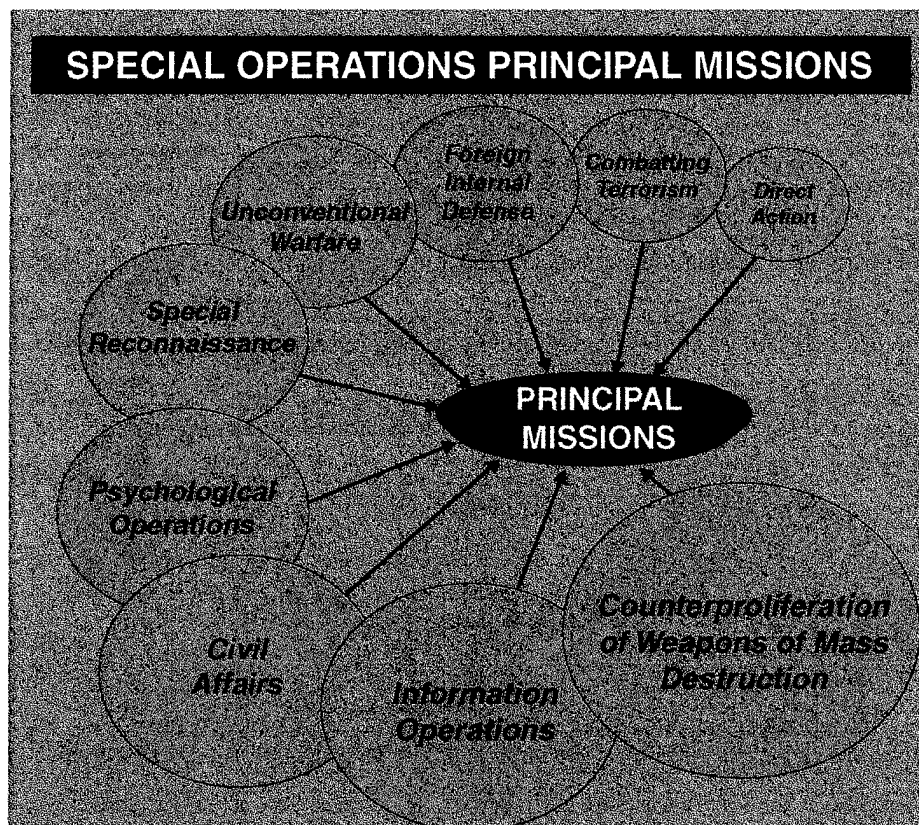 SPECIAL OPERATIONS PRINCIPAL MISSIONS
Unconventional
Warfare
Foreign
Internal
Defense
Combatting
Terrorism
Direct
Action
Special
Reconnaissance
PRINCIPAL
MISSIONS
Psychological
Operations
Civil
Affairs
Information
Operations
Counterproliferation
of Weapons of Mass
Destruction